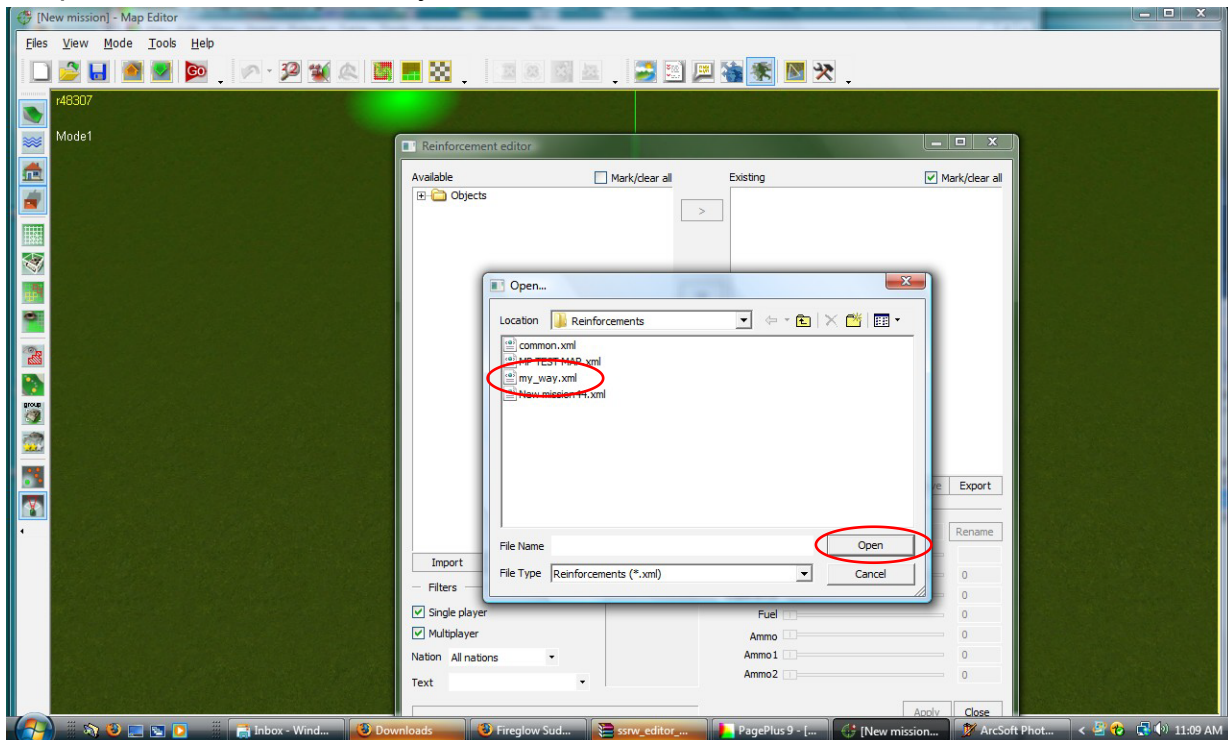 [New mission] - Map Editor
Files View Mode Tools Help
GO
r48307
Mode1
group
Reinforcement editor
Available
Mark/clear all
Existing
Mark/clear all
Objects
>
Open...
Location
Reinforcements
common.xml
MP TEST MAP.xml
my_way.xml
New mission14.xml
Export
Rename
File Name
Open
File Type
Reinforcements (*.xml)
Cancel
Import
Filters
0
0
Single player
Fuel
0
Multiplayer
Ammo
0
Nation
All nations
Ammo1
0
Text
Ammo2
0
Apply
Close
Inbox - Wind...
Downloads
Fireglow Sud...
ssrw_editor_...
PagePlus 9 - [...
[New mission...
ArcSoft Phot...
11:09 AM